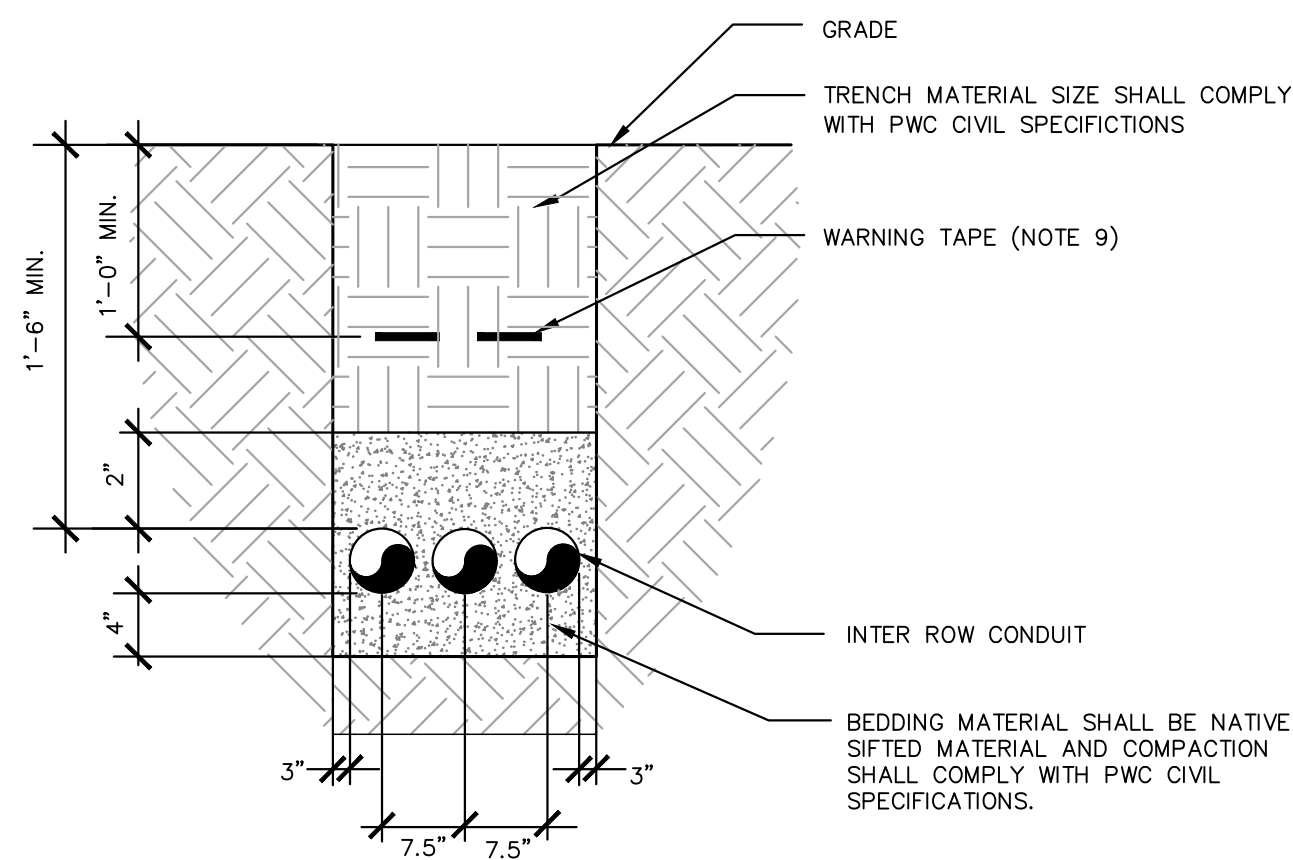 GRADE
TRENCH MATERIAL SIZE SHALL COMPLY
WITH PWC CIVIL SPECIFICTIONS
WARNING TAPE (NOTE 9)
1'-0" MIN.
1'-6" MIN.
2"
4"
INTER ROW CONDUIT
BEDDING MATERIAL SHALL BE NATIVE
SIFTED MATERIAL AND COMPACTION
SHALL COMPLY WITH PWC CIVIL
SPECIFICATIONS.
3"
3"
7.5"
7.5"